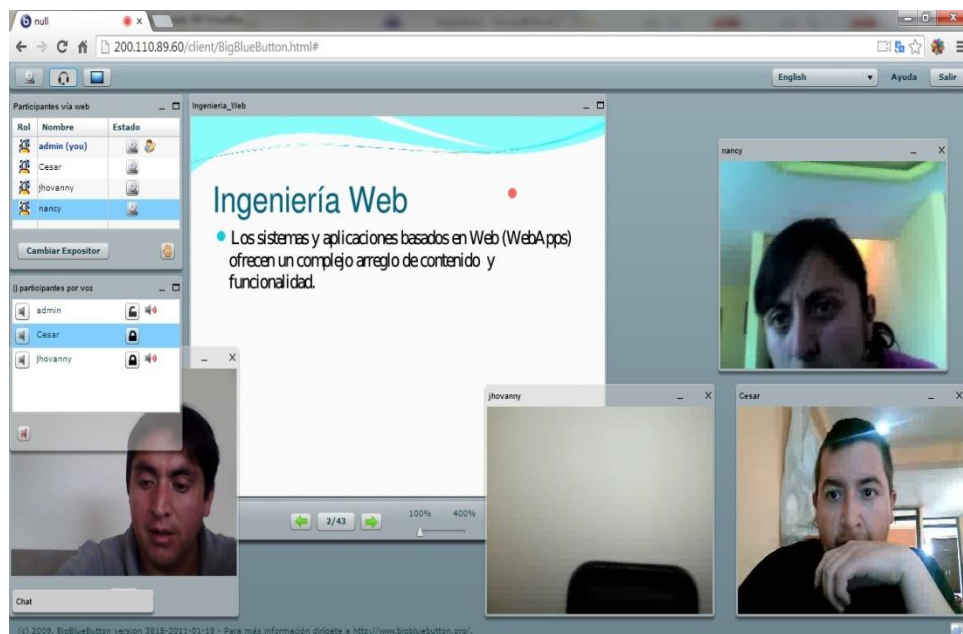 null
200.110.89.60/client/BigBlueButton.html#
English
Ayuda
Salir
Participantes vía web
Rol Nombre Estado
admin (you)
Cesar
jhovanny
nancy
Cambiar Expositor
() participantes por voz
admin
Cesar
jhovanny
Chat
Ingenieria_Web
Ingeniería Web
Los sistemas y aplicaciones basados en Web (WebApps)
ofrecen un complejo arreglo de contenido y
funcionalidad.
2/43
100% 400%
nancy
jhovanny
Cesar
(c) 2009, BigBlueButton version 3818-2011-01-18 - Para más información dirigete a http://www.bigbluebutton.org/.